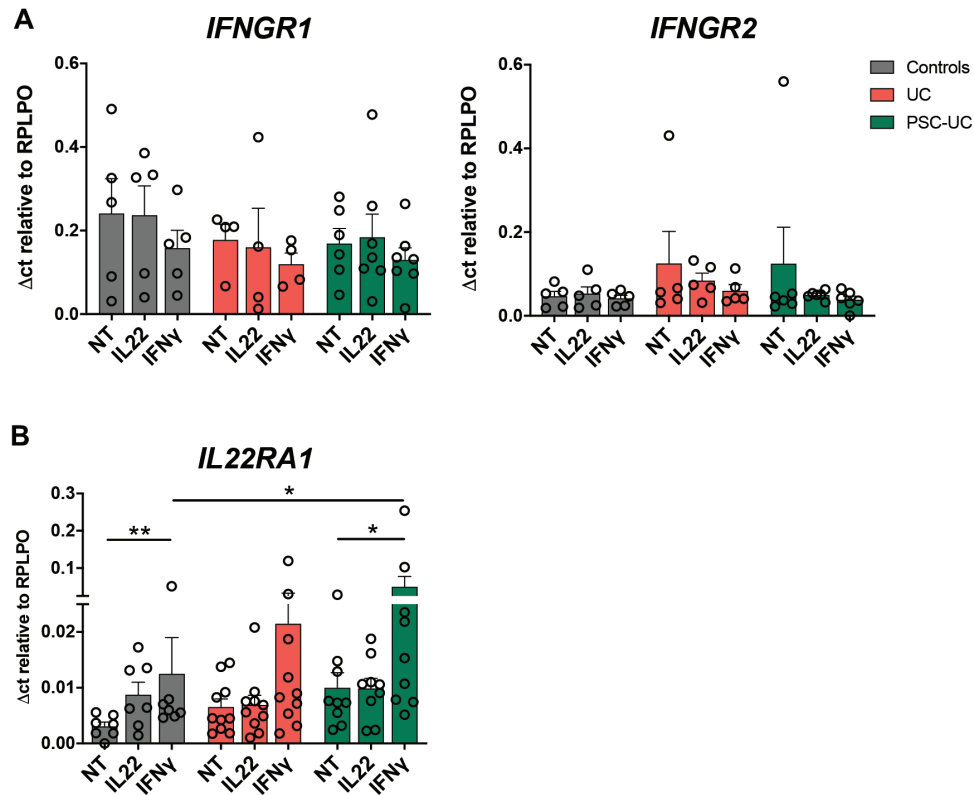 A
IFNGR1
Δct relative to RPLPO
0.6
0.4
0.2
0.0
NT IL22 IFNγ NT IL22 IFNγ NT IL22 IFNγ
IFNGR2
Δct relative to RPLPO
0.6
0.4
0.2
0.0
NT IL22 IFNγ NT IL22 IFNγ NT IL22 IFNγ
Controls
UC
PSC-UC
B
IL22RA1
Δct relative to RPLPO
0.3
0.2
0.1
0.02
0.01
0.00
*
** *
NT IL22 IFNγ NT IL22 IFNγ NT IL22 IFNγ